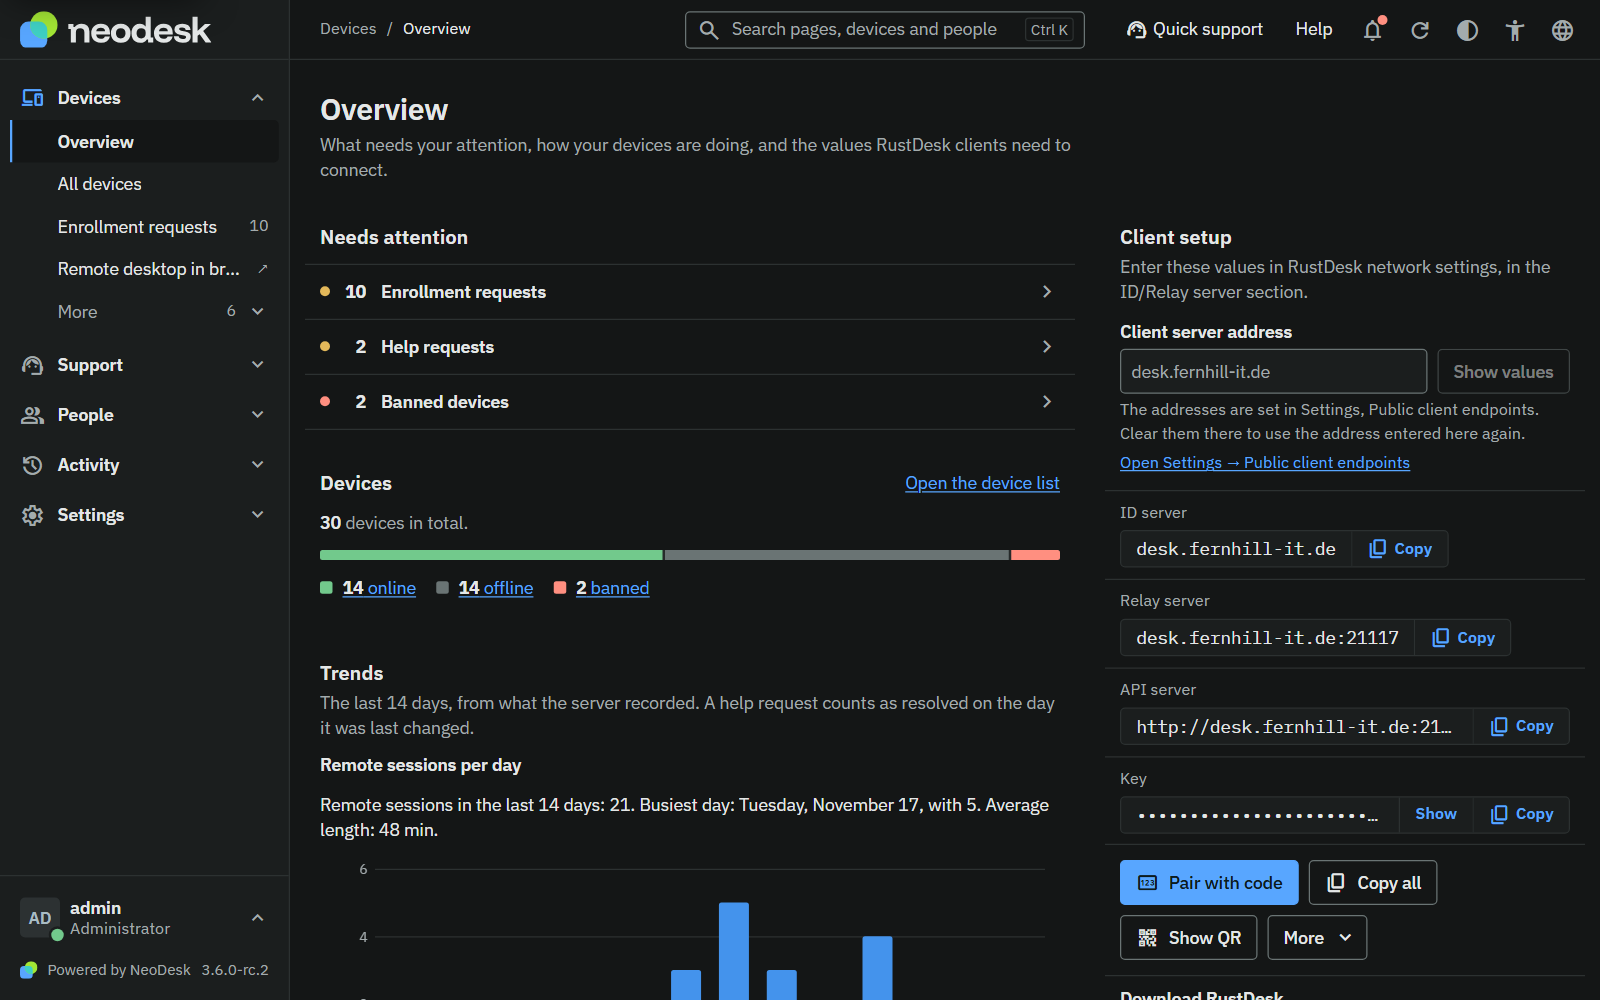 neodesk
Devices / Overview
Search pages, devices and people Ctrl K
Quick support
Help
Devices
Overview
All devices
Enrollment requests 10
Remote desktop in br... ↗
More 6
Support
People
Activity
Settings
AD
admin
Administrator
Powered by NeoDesk 3.6.0-rc.2
Overview
What needs your attention, how your devices are doing, and the values RustDesk clients need to
connect.
Needs attention
10 Enrollment requests
2 Help requests
2 Banned devices
Devices
Open the device list
30 devices in total.
14 online 14 offline 2 banned
Trends
The last 14 days, from what the server recorded. A help request counts as resolved on the day
it was last changed.
Remote sessions per day
Remote sessions in the last 14 days: 21. Busiest day: Tuesday, November 17, with 5. Average
length: 48 min.
6
4
Client setup
Enter these values in RustDesk network settings, in the
ID/Relay server section.
Client server address
desk.fernhill-it.de Show values
The addresses are set in Settings, Public client endpoints.
Clear them there to use the address entered here again.
Open Settings → Public client endpoints
ID server
desk.fernhill-it.de Copy
Relay server
desk.fernhill-it.de:21117 Copy
API server
http://desk.fernhill-it.de:21… Copy
Key
••••••••••••••••••••••… Show Copy
Pair with code Copy all
Show QR More
Download RustDesk